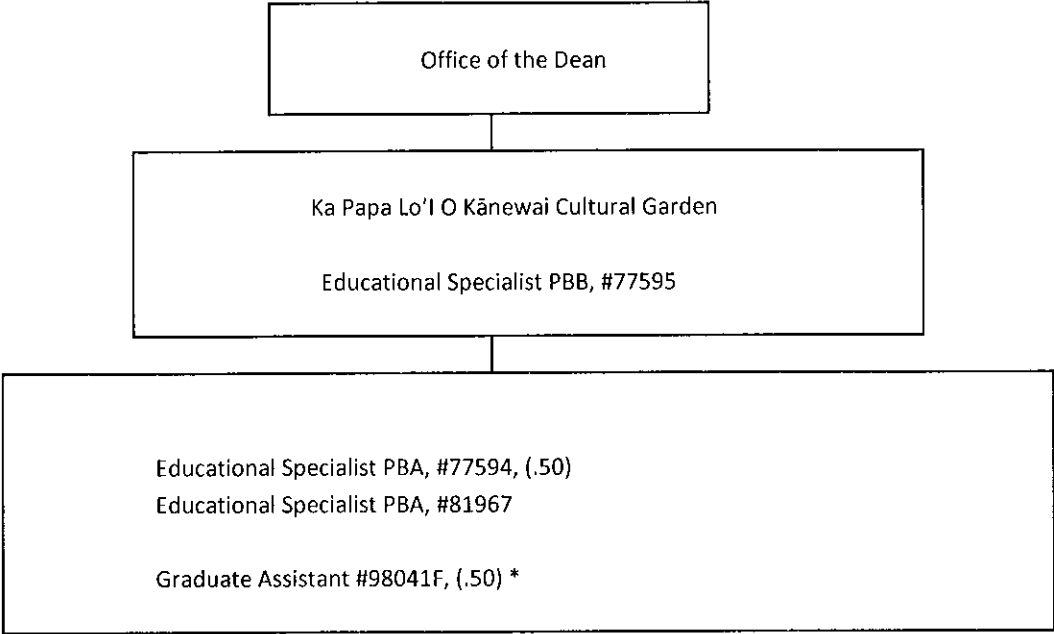 Office of the Dean
Ka Papa Lo'I O Kānewai Cultural Garden
Educational Specialist PBB, #77595
Educational Specialist PBA, #77594, (.50)
Educational Specialist PBA, #81967
Graduate Assistant #98041F, (.50) *